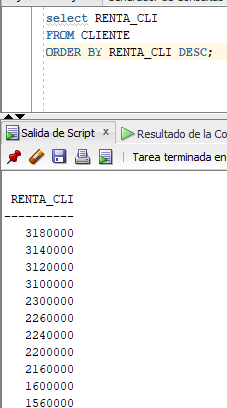 select RENTA_CLI
FROM CLIENTE
ORDER BY RENTA_CLI DESC;
Salida de Script x Resultado de la Co
Tarea terminada en
RENTA_CLI
----------
3180000
3140000
3120000
3100000
2300000
2260000
2240000
2200000
2160000
1600000
1560000